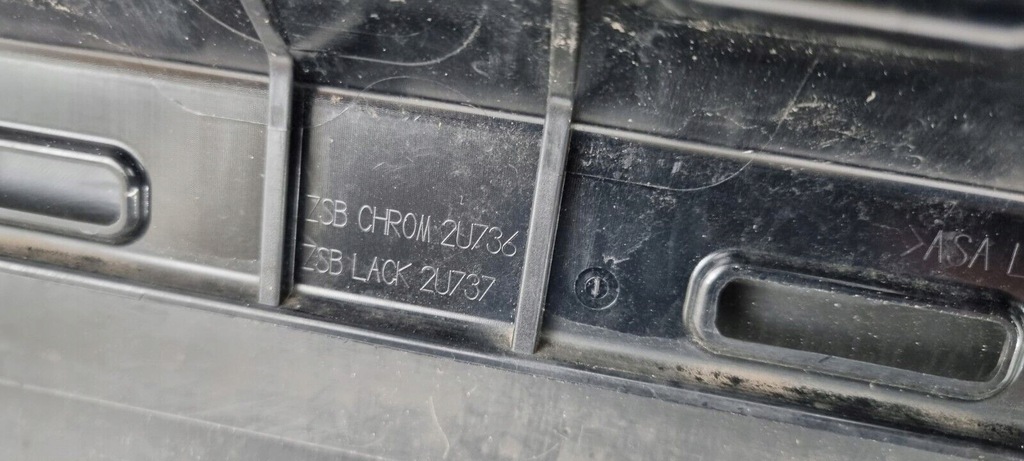 ZSB CHROM 2U736
ZSB LACK 2U737
>ASA